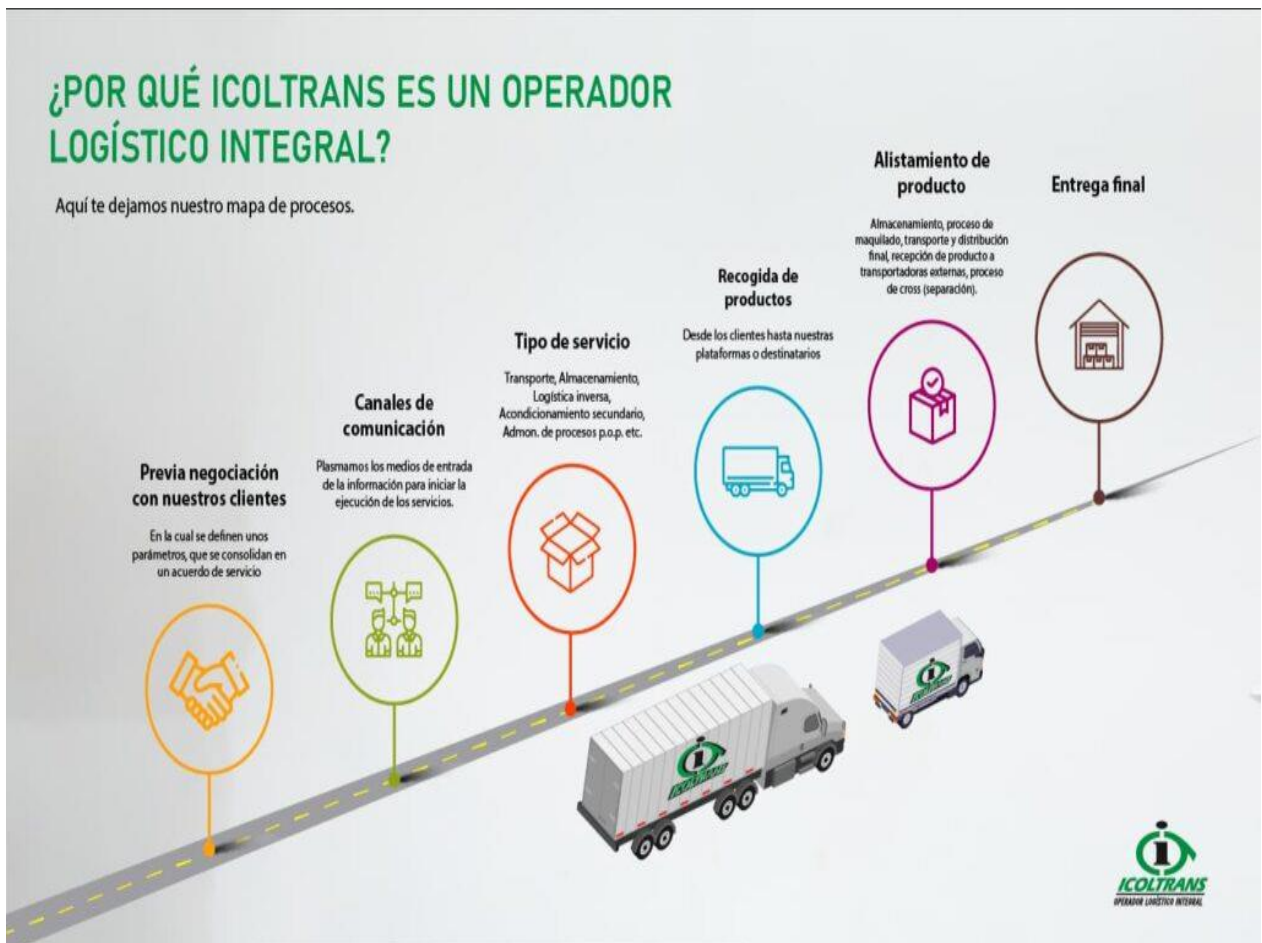 ¿POR QUÉ ICOLTRANS ES UN OPERADOR
LOGÍSTICO INTEGRAL?
Aquí te dejamos nuestro mapa de procesos.
Previa negociación
con nuestros clientes
En la cual se definen unos
parámetros, que se consolidan en
un acuerdo de servicio
Canales de
comunicación
Plasmamos los medios de entrada
de la información para iniciar la
ejecución de los servicios.
Tipo de servicio
Transporte, Almacenamiento,
Logística inversa,
Acondicionamiento secundario,
Admon. de procesos p.o.p. etc.
Recogida de
productos
Desde los clientes hasta nuestras
plataformas o destinatarios
Alistamiento de
producto
Almacenamiento, proceso de
maquilado, transporte y distribución
final, recepción de producto a
transportadoras externas, proceso
de cross (separación).
Entrega final
ICOLTRANS
ICOLTRANS
ICOLTRANS
OPERADOR LOGÍSTICO INTEGRAL